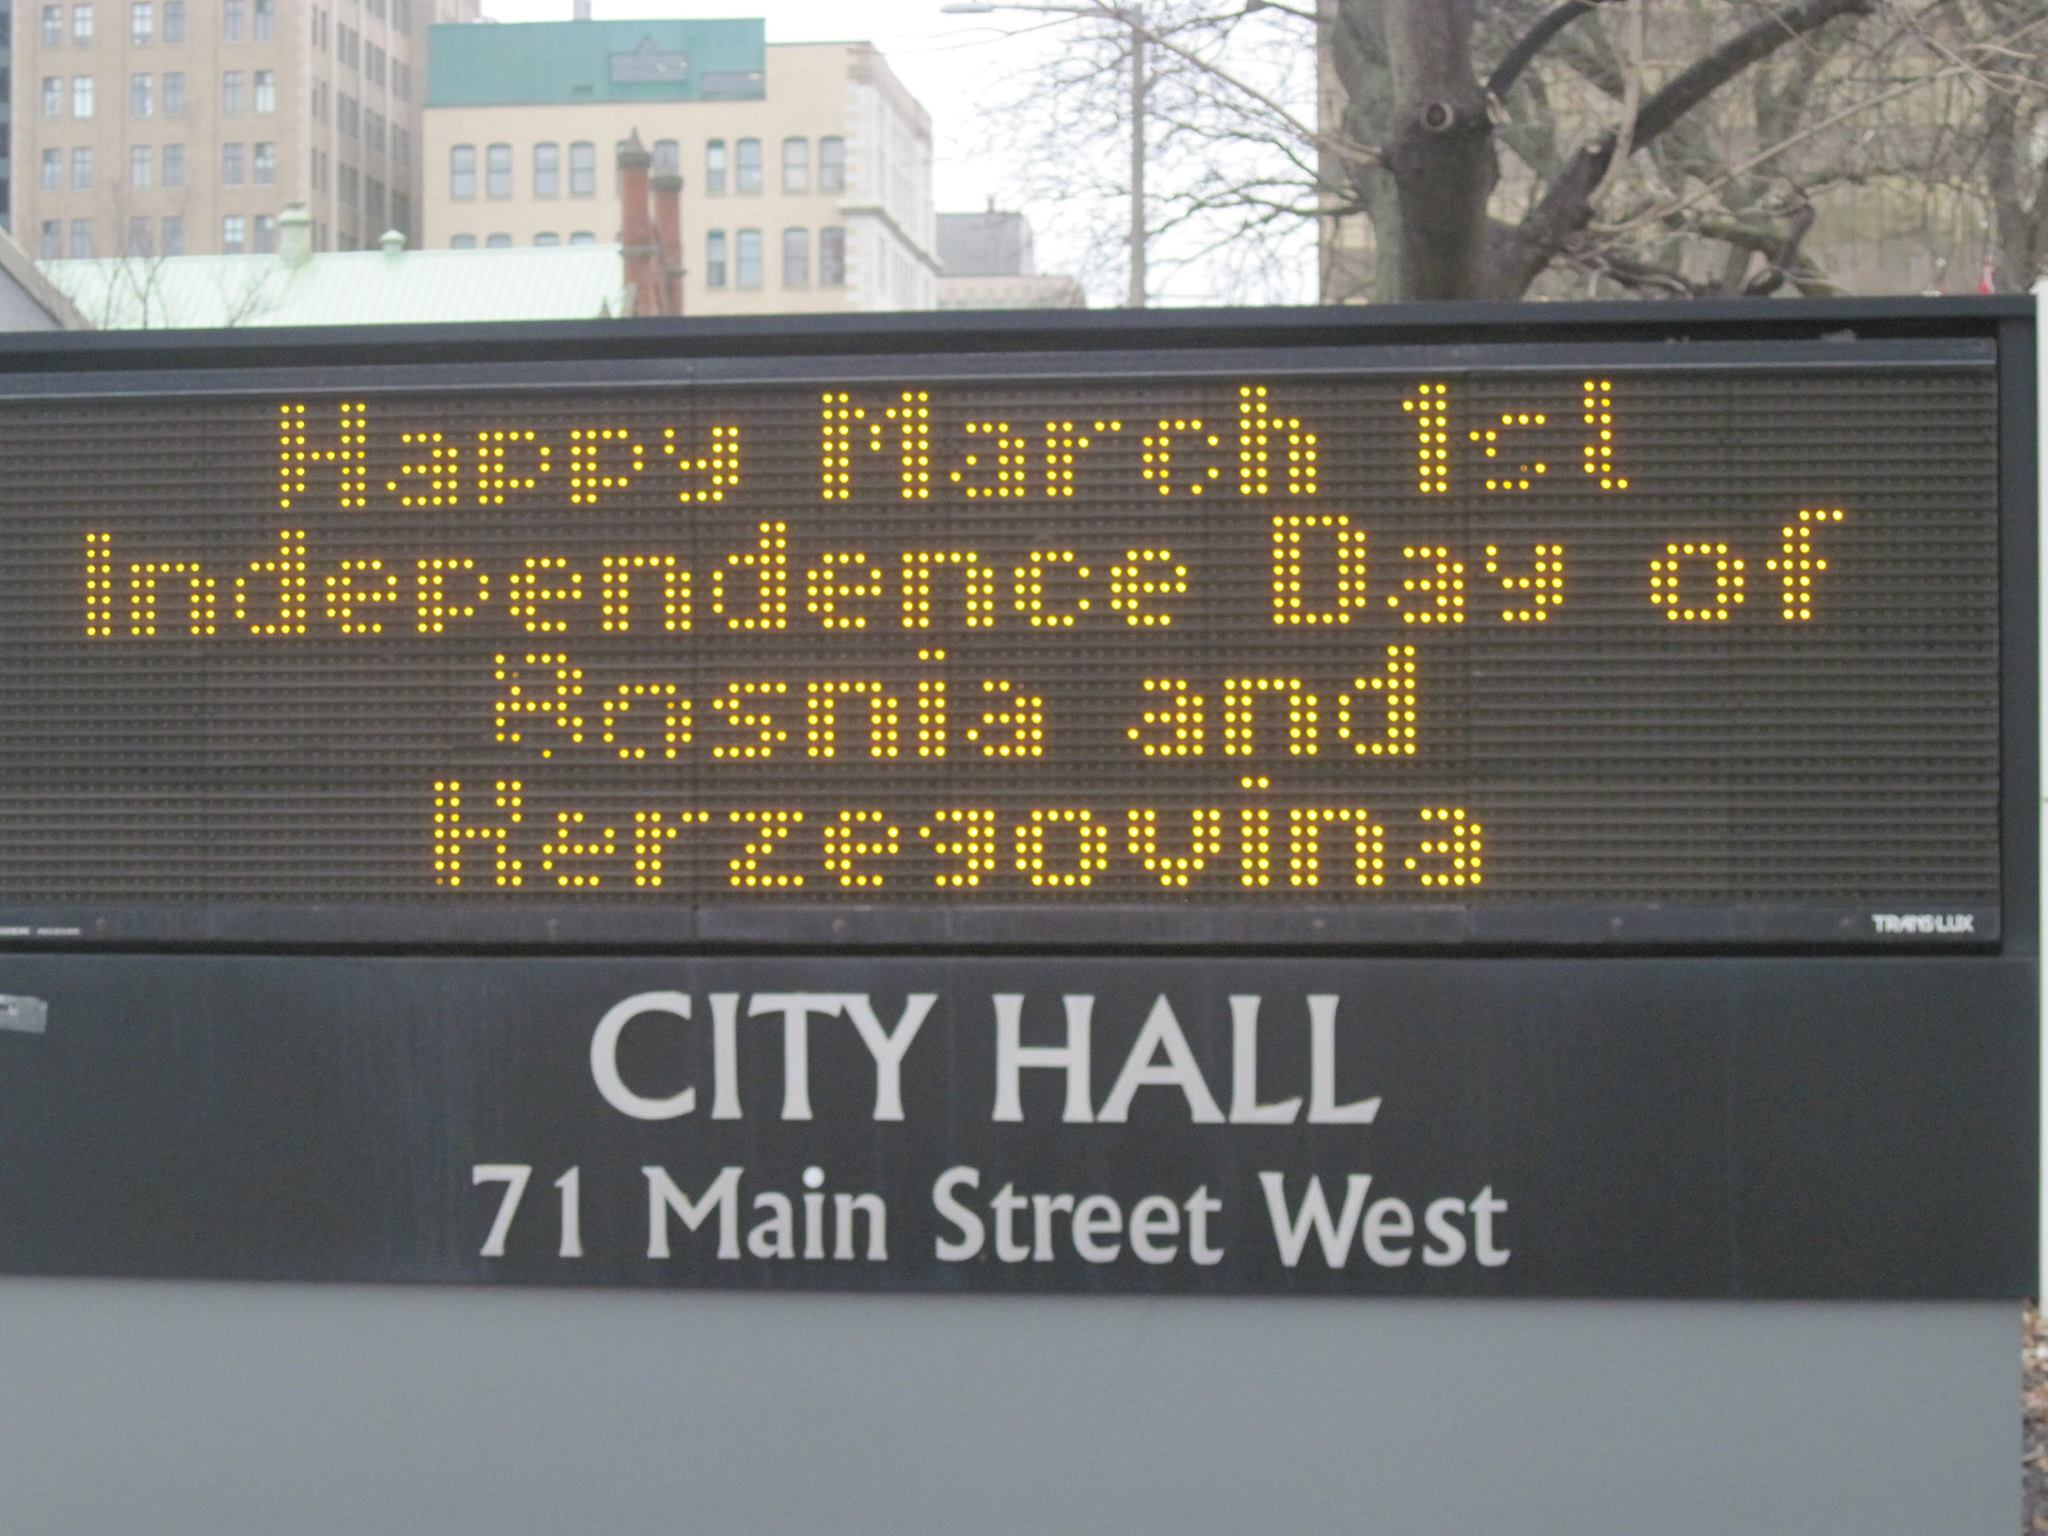 Happy March 1st
Independence Day of
Bosnia and
Herzegovina
TRANS-LUX
CITY HALL
71 Main Street West